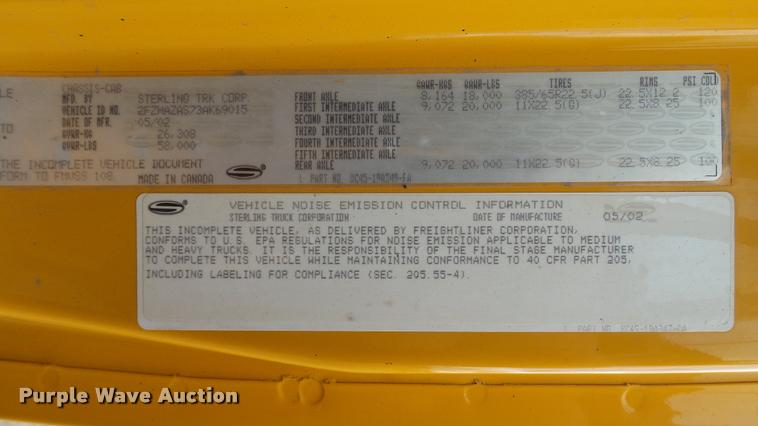 CHASSIS-CAB
MFD. BY STERLING TRK CORP.
VEHICLE ID NO. 2FZHAZAS73AK69015
DATE OF MFR. 05/02
GVWR-KG 26,308
GVWR-LBS 58,000
THE INCOMPLETE VEHICLE DOCUMENT
FORM TO FMVSS 108. MADE IN CANADA
GAWR-KGS GAWR-LBS TIRES RIMS PSI COLD
FRONT AXLE 8,164 18,000 385/65R22.5(J) 22.5X12.2 120
FIRST INTERMEDIATE AXLE 9,072 20,000 11X22.5(G) 22.5X8.25 100
SECOND INTERMEDIATE AXLE
THIRD INTERMEDIATE AXLE
FOURTH INTERMEDIATE AXLE
FIFTH INTERMEDIATE AXLE
REAR AXLE 9,072 20,000 11X22.5(G) 22.5X8.25 100
PART NO.
VEHICLE NOISE EMISSION CONTROL INFORMATION
STERLING TRUCK CORPORATION DATE OF MANUFACTURE 05/02
THIS INCOMPLETE VEHICLE, AS DELIVERED BY FREIGHTLINER CORPORATION,
CONFORMS TO U.S. EPA REGULATIONS FOR NOISE EMISSION APPLICABLE TO MEDIUM
AND HEAVY TRUCKS. IT IS THE RESPONSIBILITY OF THE FINAL STAGE MANUFACTURER
TO COMPLETE THIS VEHICLE WHILE MAINTAINING CONFORMANCE TO 40 CFR PART 205,
INCLUDING LABELING FOR COMPLIANCE (SEC. 205.55-4).
PART NO.
Purple Wave Auction